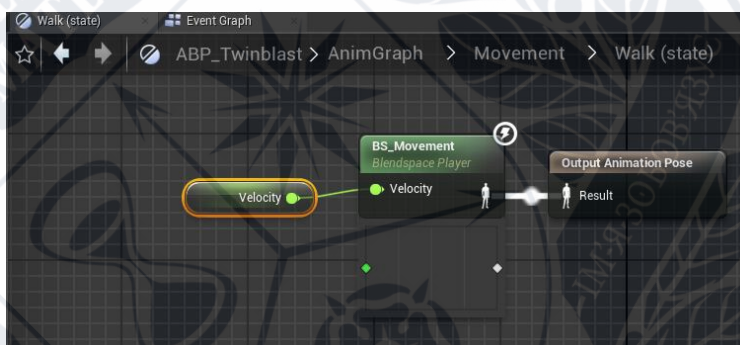 Walk (state)
Event Graph
ABP_Twinblast > AnimGraph > Movement > Walk (state)
BS_Movement
Blendspace Player
Velocity
Velocity
Output Animation Pose
Result